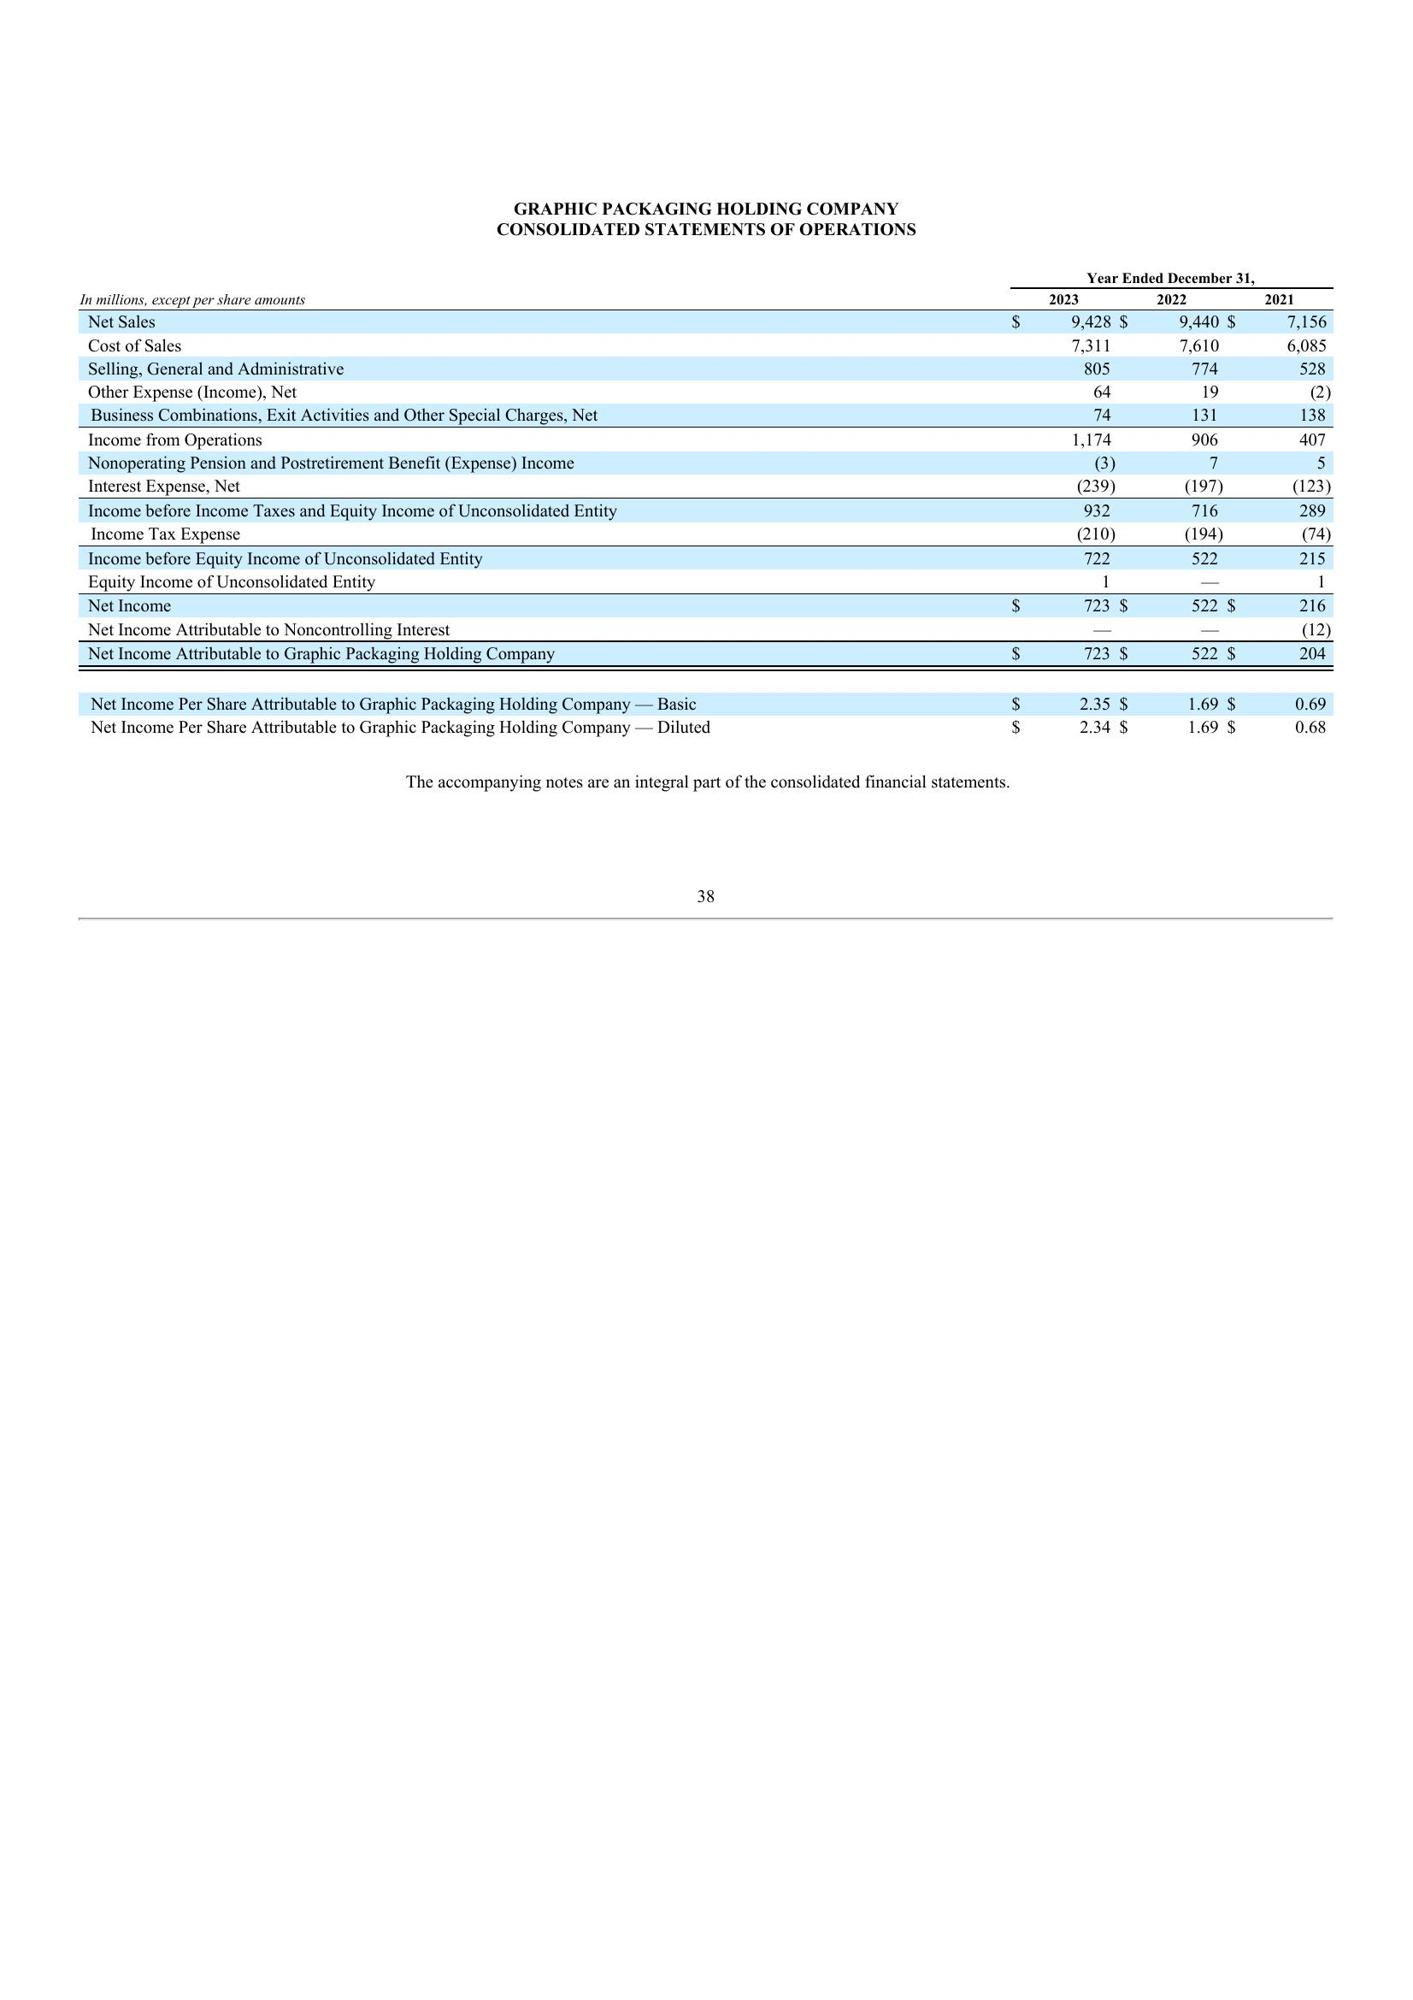 GRAPHIC PACKAGING HOLDING COMPANY
CONSOLIDATED STATEMENTS OF OPERATIONS
Year Ended December 31,
In millions, except per share amounts 2023 2022 2021
Net Sales $ 9,428 $ 9,440 $ 7,156
Cost of Sales 7,311 7,610 6,085
Selling, General and Administrative 805 774 528
Other Expense (Income), Net 64 19 (2)
Business Combinations, Exit Activities and Other Special Charges, Net 74 131 138
Income from Operations 1,174 906 407
Nonoperating Pension and Postretirement Benefit (Expense) Income (3) 7 5
Interest Expense, Net (239) (197) (123)
Income before Income Taxes and Equity Income of Unconsolidated Entity 932 716 289
Income Tax Expense (210) (194) (74)
Income before Equity Income of Unconsolidated Entity 722 522 215
Equity Income of Unconsolidated Entity 1 — 1
Net Income $ 723 $ 522 $ 216
Net Income Attributable to Noncontrolling Interest — — (12)
Net Income Attributable to Graphic Packaging Holding Company $ 723 $ 522 $ 204
Net Income Per Share Attributable to Graphic Packaging Holding Company — Basic $ 2.35 $ 1.69 $ 0.69
Net Income Per Share Attributable to Graphic Packaging Holding Company — Diluted $ 2.34 $ 1.69 $ 0.68
The accompanying notes are an integral part of the consolidated financial statements.
38